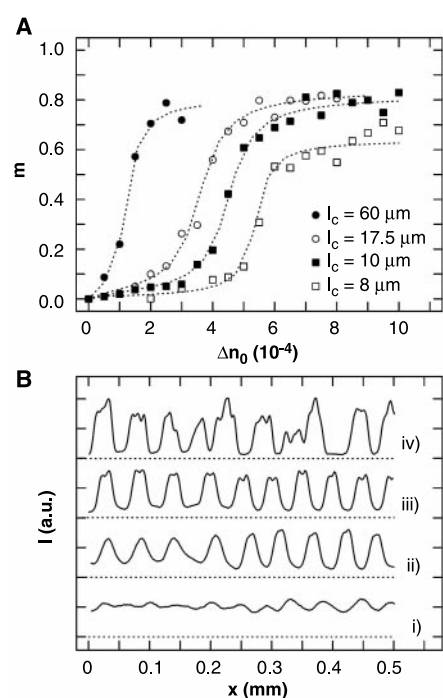 A
1.0
0.8
0.6
0.4
0.2
0.0
m
l_c = 60 μm
l_c = 17.5 μm
l_c = 10 μm
l_c = 8 μm
0 2 4 6 8 10
Δn₀ (10⁻⁴)
B
I (a.u.)
iv)
iii)
ii)
i)
0 0.1 0.2 0.3 0.4 0.5
x (mm)